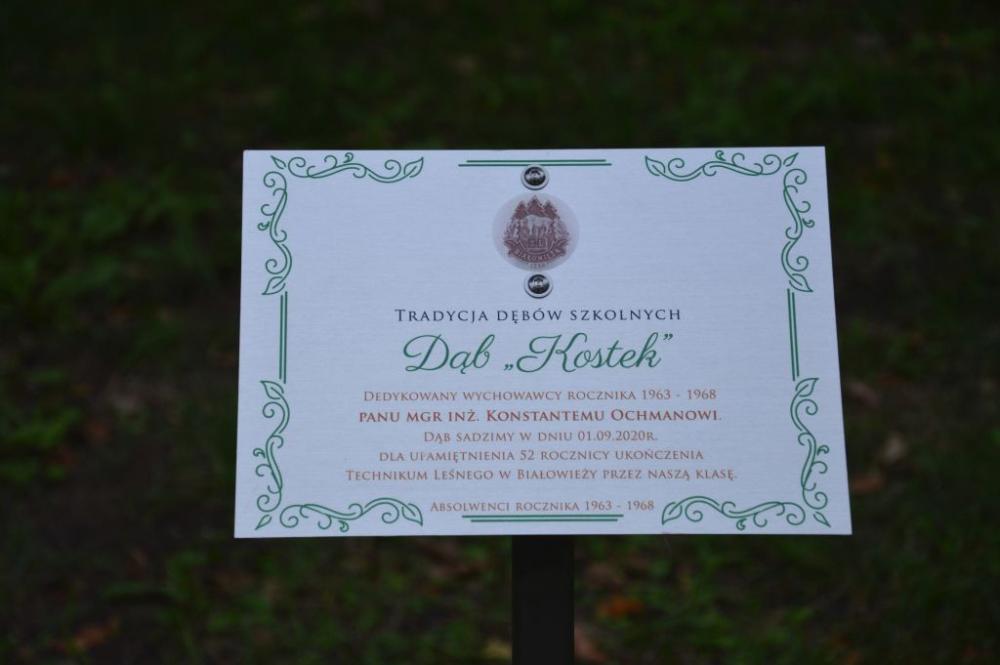 BIAŁOWIEŻA
TRADYCJA DĘBÓW SZKOLNYCH
Dąb „Kostek”
DEDYKOWANY WYCHOWAWCY ROCZNIKA 1963 - 1968
PANU MGR INŻ. KONSTANTEMU OCHMANOWI.
DĄB SADZIMY W DNIU 01.09.2020R.
DLA UPAMIĘTNIENIA 52 ROCZNICY UKOŃCZENIA
TECHNIKUM LEŚNEGO W BIAŁOWIEŻY PRZEZ NASZĄ KLASĘ.
ABSOLWENCI ROCZNIKA 1963 - 1968